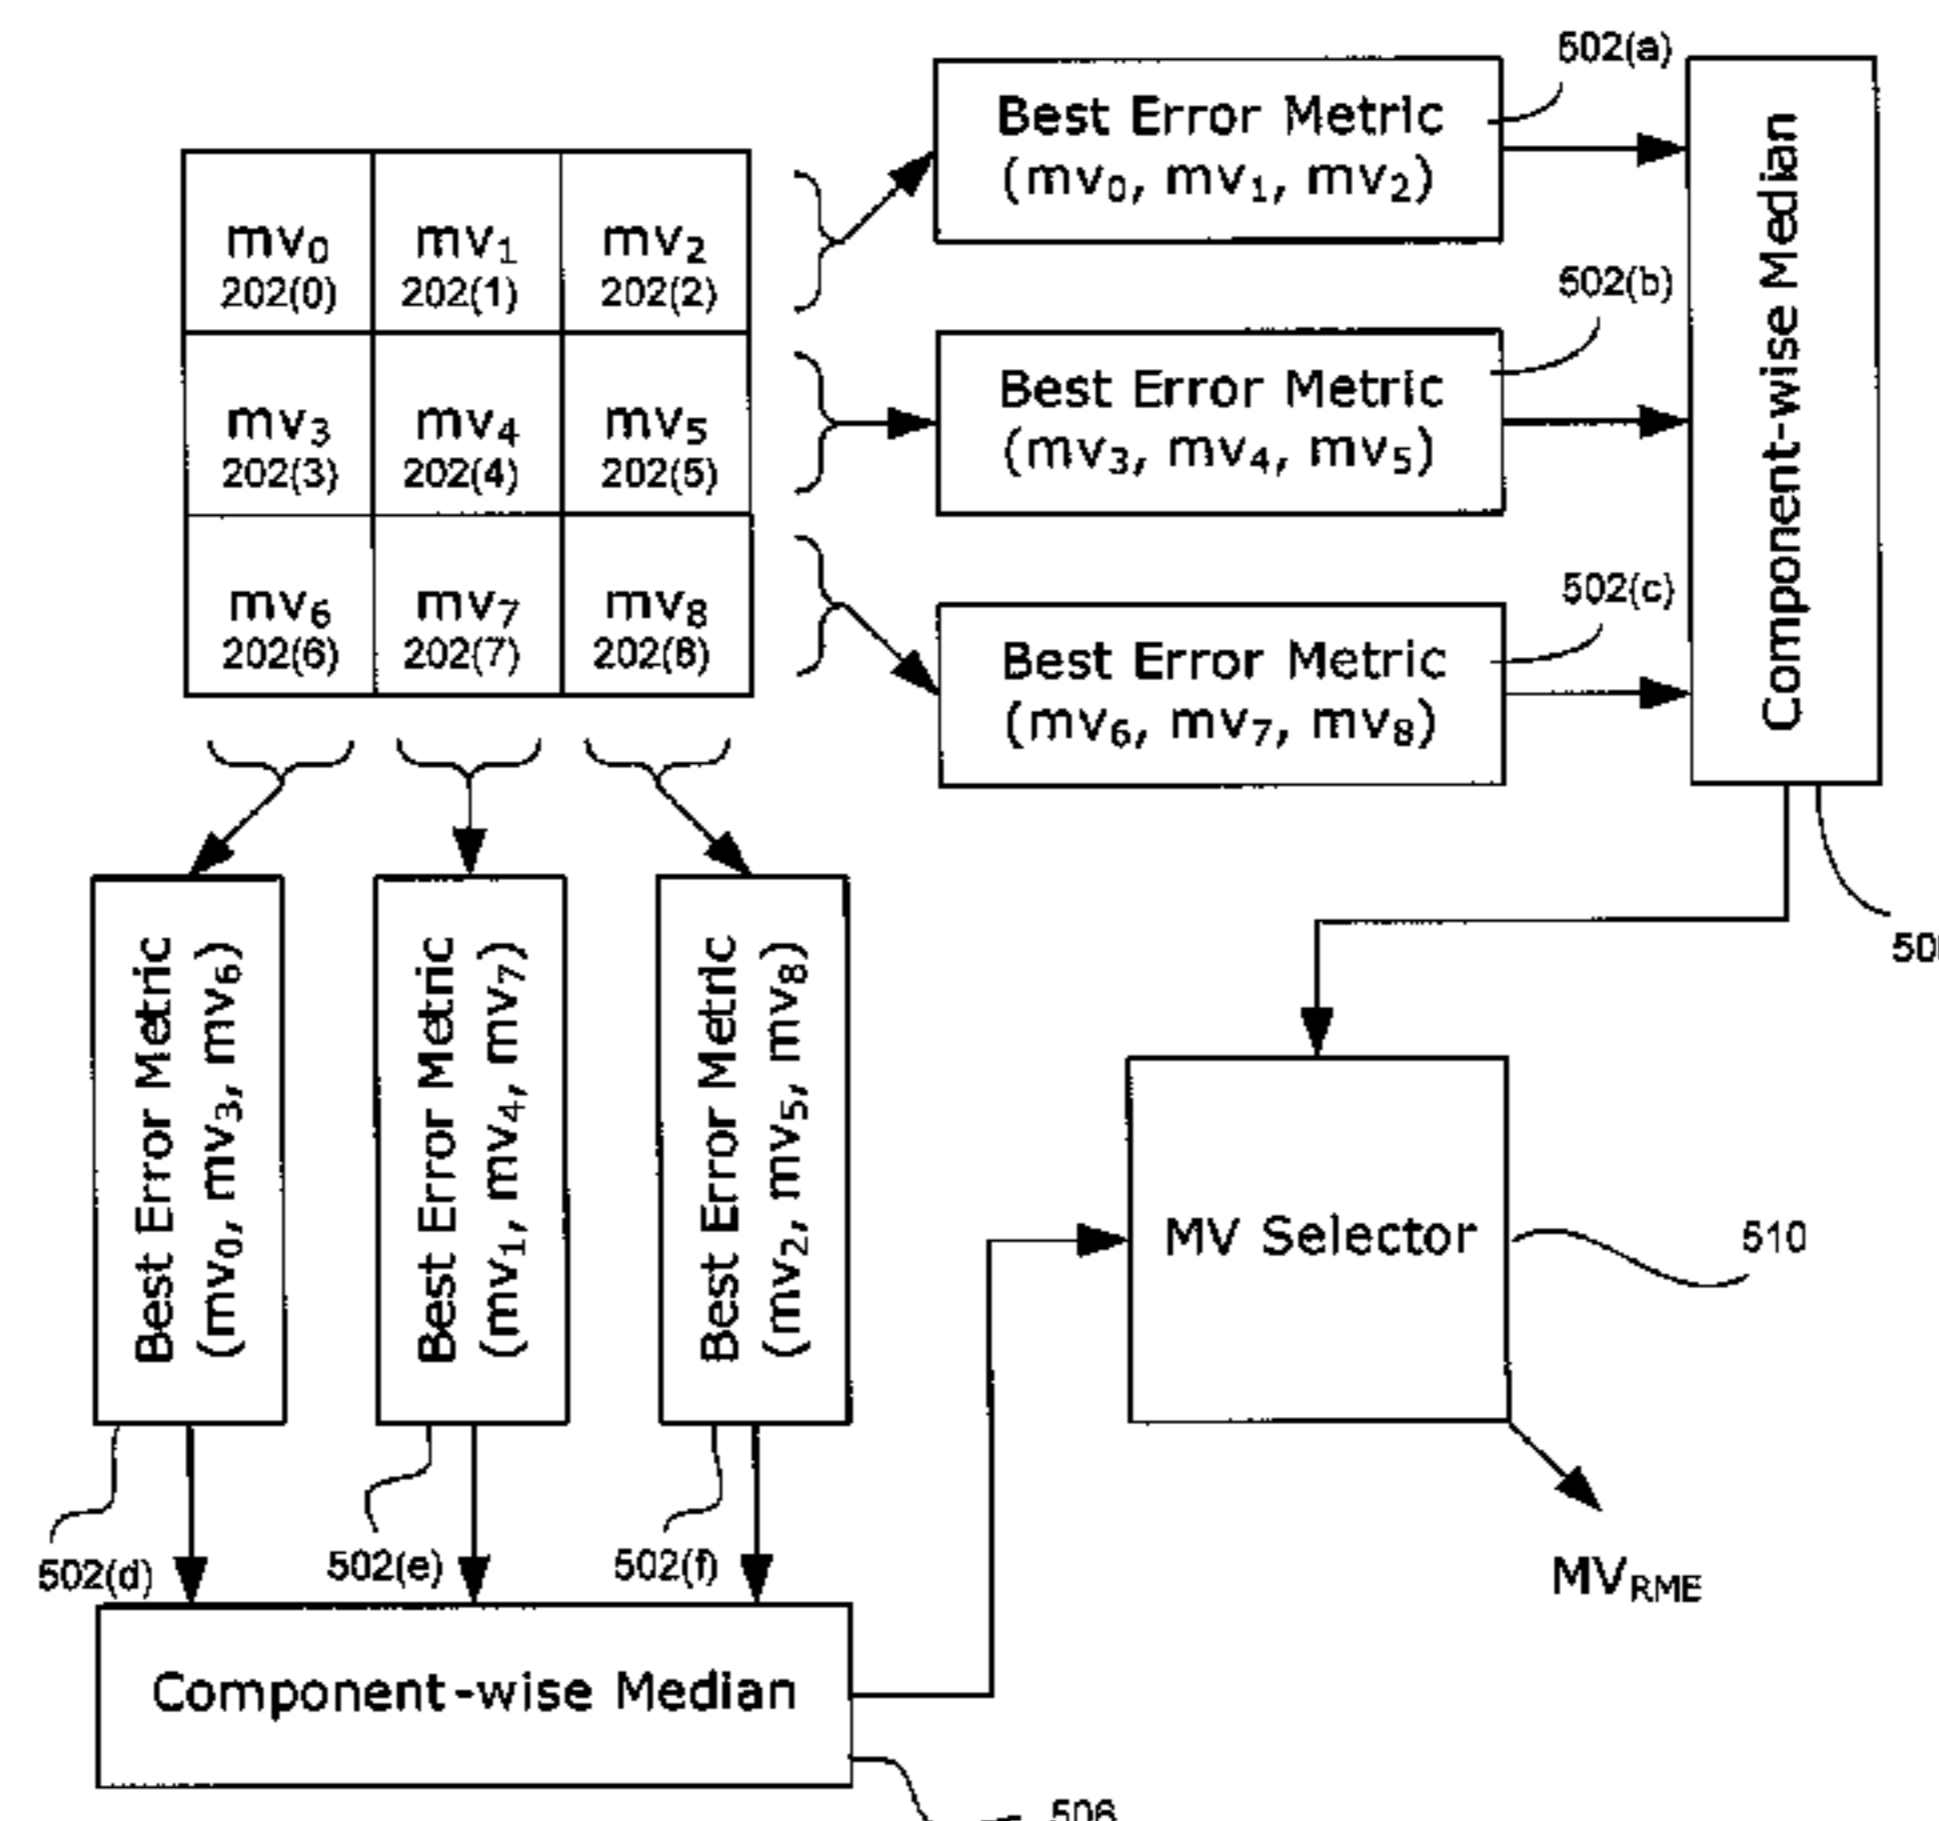 502(a)
Best Error Metric
(mv₀, mv₁, mv₂)
mv₀ mv₁ mv₂
202(0) 202(1) 202(2)
502(b)
Best Error Metric
(mv₃, mv₄, mv₅)
mv₃ mv₄ mv₅
202(3) 202(4) 202(5)
502(c)
Best Error Metric
(mv₆, mv₇, mv₈)
mv₆ mv₇ mv₈
202(6) 202(7) 202(8)
Component-wise Median
Best Error Metric
(mv₀, mv₃, mv₆)
Best Error Metric
(mv₁, mv₄, mv₇)
Best Error Metric
(mv₂, mv₅, mv₈)
MV Selector
510
502(d)
502(e)
502(f)
MV_RME
Component-wise Median
506